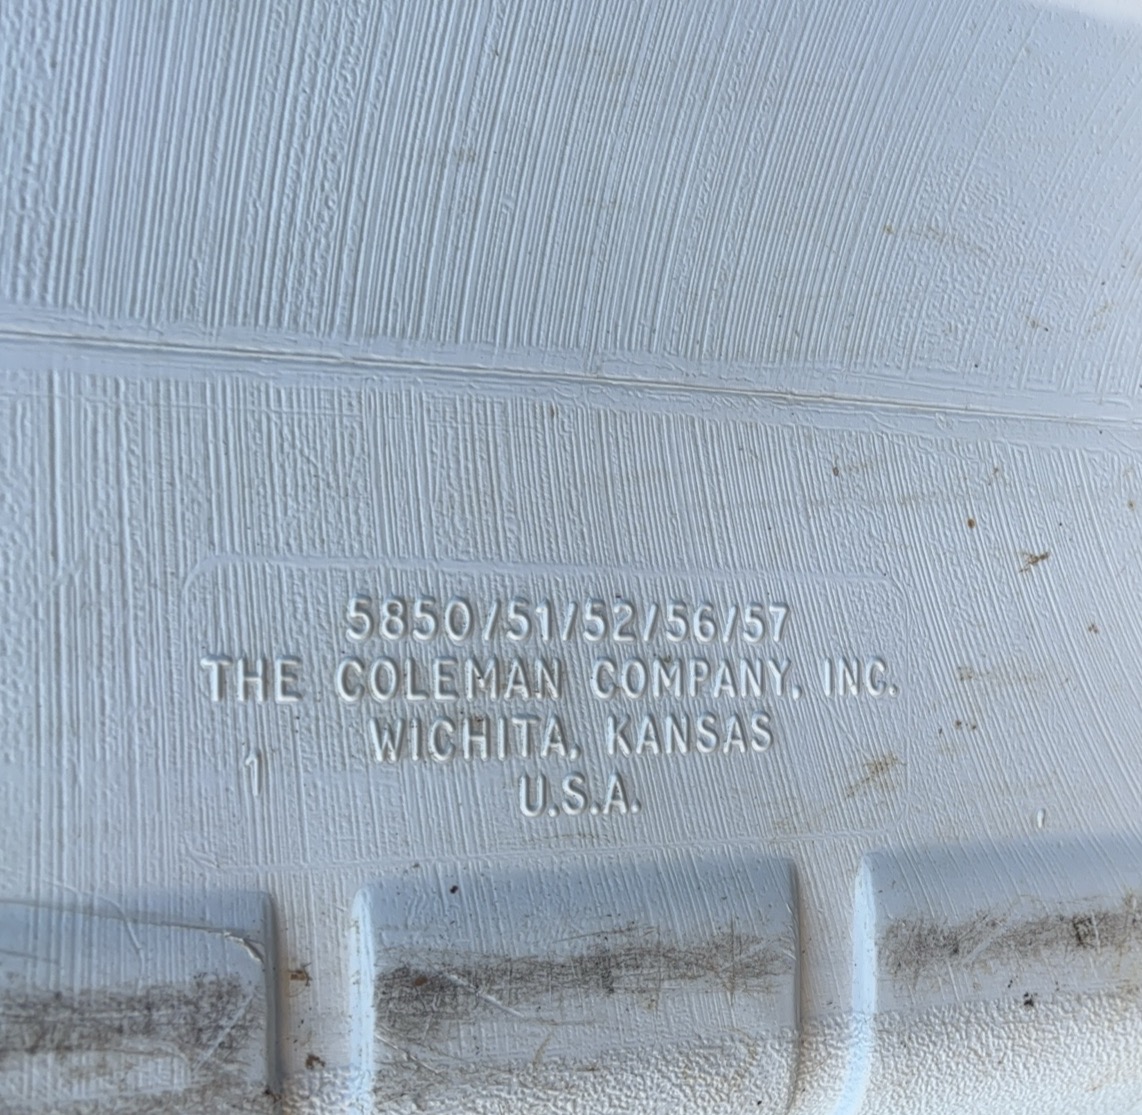 5850/51/52/56/57
THE COLEMAN COMPANY, INC.
WICHITA, KANSAS
1
U.S.A.